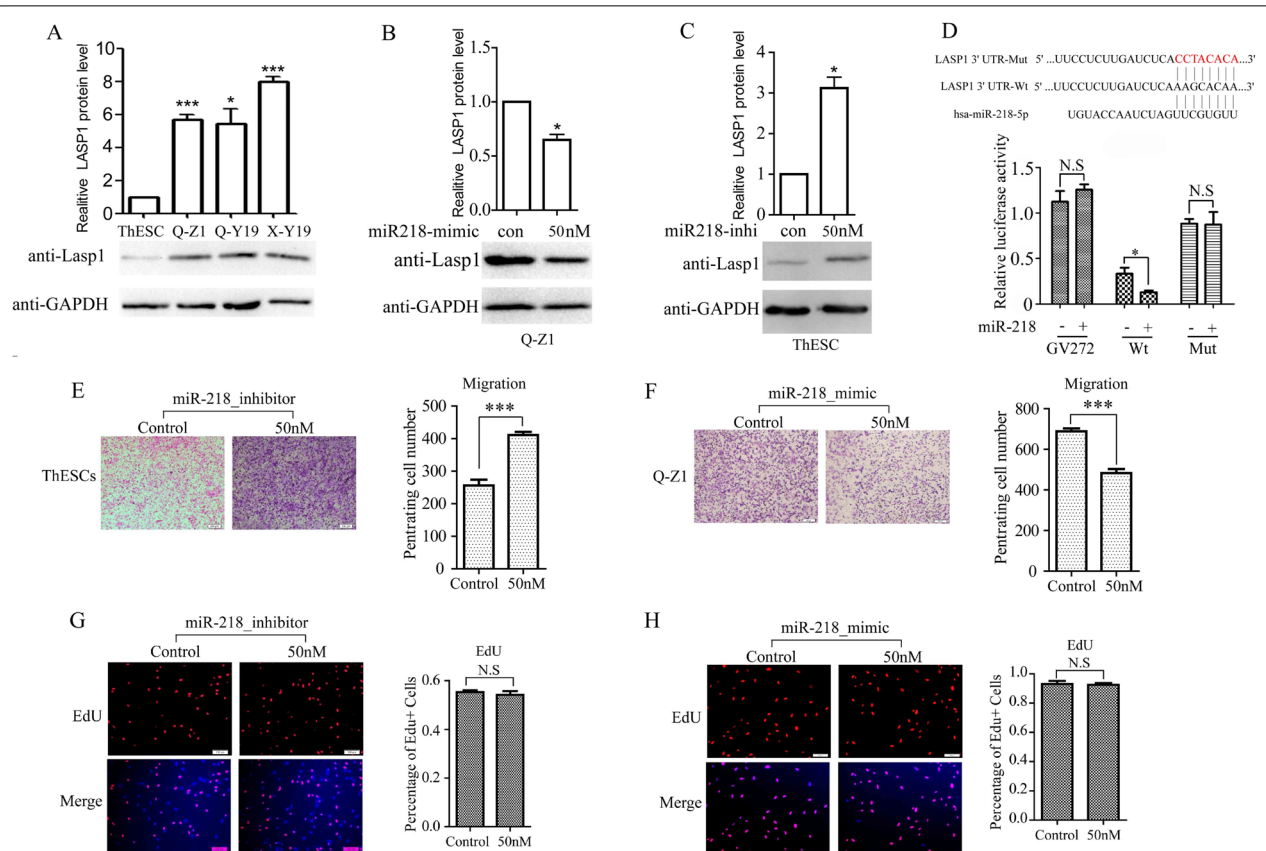 A
Realitive LASP1 protein level
10
8
6
4
2
0
***
*
***
ThESC Q-Z1 Q-Y19 X-Y19
anti-Lasp1
anti-GAPDH
B
Realitive LASP1 protein level
1.5
1.0
0.5
0.0
*
miR218-mimic con 50nM
anti-Lasp1
anti-GAPDH
Q-Z1
C
Realitive LASP1 protein level
4
3
2
1
0
*
miR218-inhi con 50nM
anti-Lasp1
anti-GAPDH
ThESC
D
LASP1 3' UTR-Mut 5' ...UUCCUCUUGAUCUCACCTACACA...3'
LASP1 3' UTR-Wt 5' ...UUCCUCUUGAUCUCAAAGCACAA...3'
hsa-miR-218-5p UGUACCAAUCUAGUUCGUGUU
Relative luciferase activity
1.5
1.0
0.5
0
N.S
*
N.S
miR-218 - + - + - +
GV272 Wt Mut
E
miR-218_inhibitor
Control 50nM
ThESCs
Migration
Pentrating cell number
500
400
300
200
100
0
***
Control 50nM
F
miR-218_mimic
Control 50nM
Q-Z1
Migration
Pentrating cell number
800
600
400
200
0
***
Control 50nM
G
miR-218_inhibitor
Control 50nM
EdU
Merge
EdU
N.S
Percentage of Edu+ Cells
0.6
0.4
0.2
0.0
Control 50nM
H
miR-218_mimic
Control 50nM
EdU
Merge
EdU
N.S
Percentage of Edu+ Cells
1.0
0.8
0.6
0.4
0.2
0.0
Control 50nM